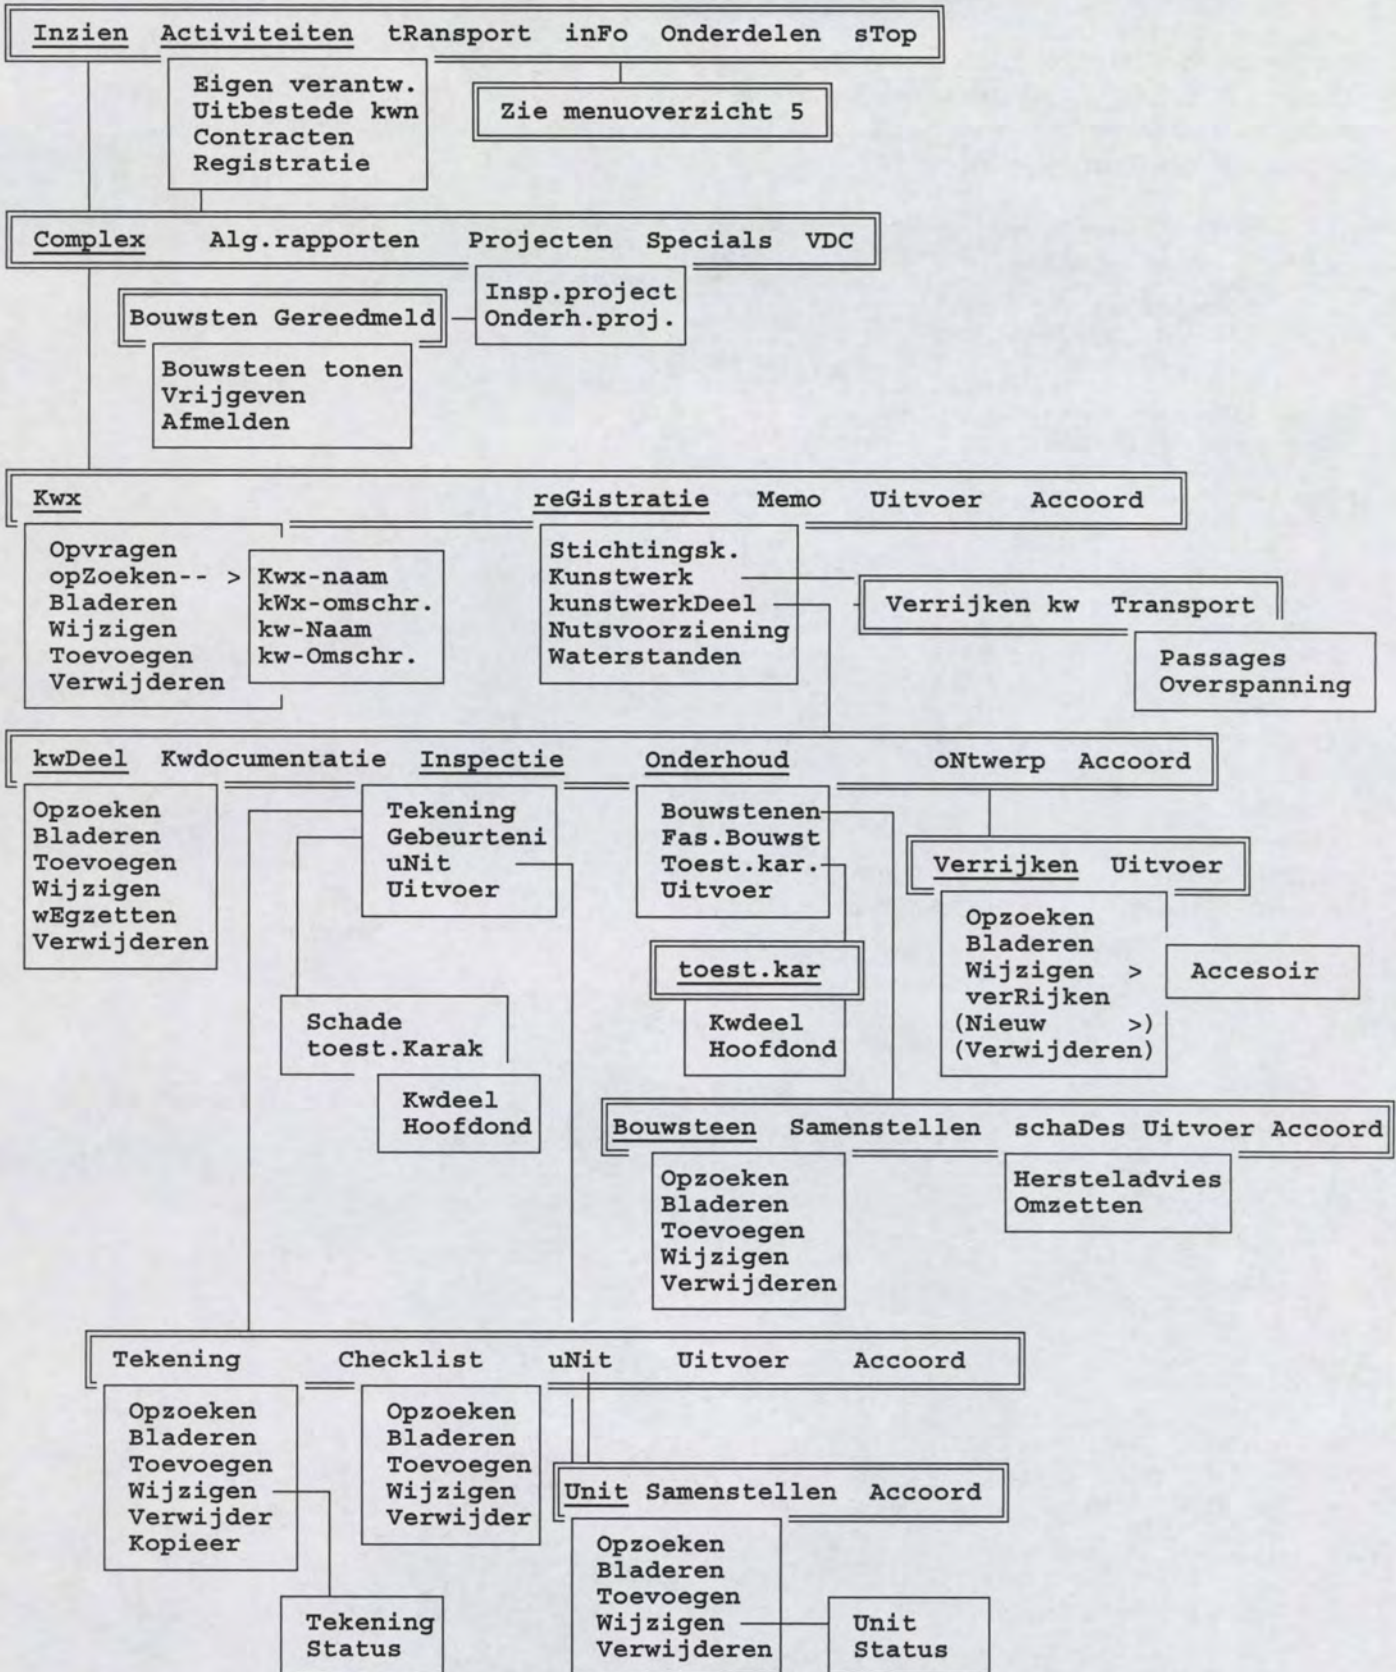 Inzien Activiteiten tRansport inFo Onderdelen sTop
Eigen verantw.
Uitbestede kwn
Contracten
Registratie
Zie menuoverzicht 5
Complex Alg.rapporten Projecten Specials VDC
Insp.project
Onderh.proj.
Bouwsten Gereedmeld
Bouwsteen tonen
Vrijgeven
Afmelden
Kwx reGistratie Memo Uitvoer Accoord
Opvragen
opZoeken-- >
Bladeren
Wijzigen
Toevoegen
Verwijderen
Kwx-naam
kWx-omschr.
kw-Naam
kw-Omschr.
Stichtingsk.
Kunstwerk
kunstwerkDeel
Nutsvoorziening
Waterstanden
Verrijken kw Transport
Passages
Overspanning
kwDeel Kwdocumentatie Inspectie Onderhoud oNtwerp Accoord
Opzoeken
Bladeren
Toevoegen
Wijzigen
wEgzetten
Verwijderen
Tekening
Gebeurteni
uNit
Uitvoer
Bouwstenen
Fas.Bouwst
Toest.kar.
Uitvoer
Verrijken Uitvoer
Opzoeken
Bladeren
Wijzigen >
verRijken
(Nieuw >)
(Verwijderen)
Accesoir
toest.kar
Kwdeel
Hoofdond
Schade
toest.Karak
Kwdeel
Hoofdond
Bouwsteen Samenstellen schaDes Uitvoer Accoord
Opzoeken
Bladeren
Toevoegen
Wijzigen
Verwijderen
Hersteladvies
Omzetten
Tekening Checklist uNit Uitvoer Accoord
Opzoeken
Bladeren
Toevoegen
Wijzigen
Verwijder
Kopieer
Opzoeken
Bladeren
Toevoegen
Wijzigen
Verwijder
Unit Samenstellen Accoord
Opzoeken
Bladeren
Toevoegen
Wijzigen
Verwijderen
Tekening
Status
Unit
Status